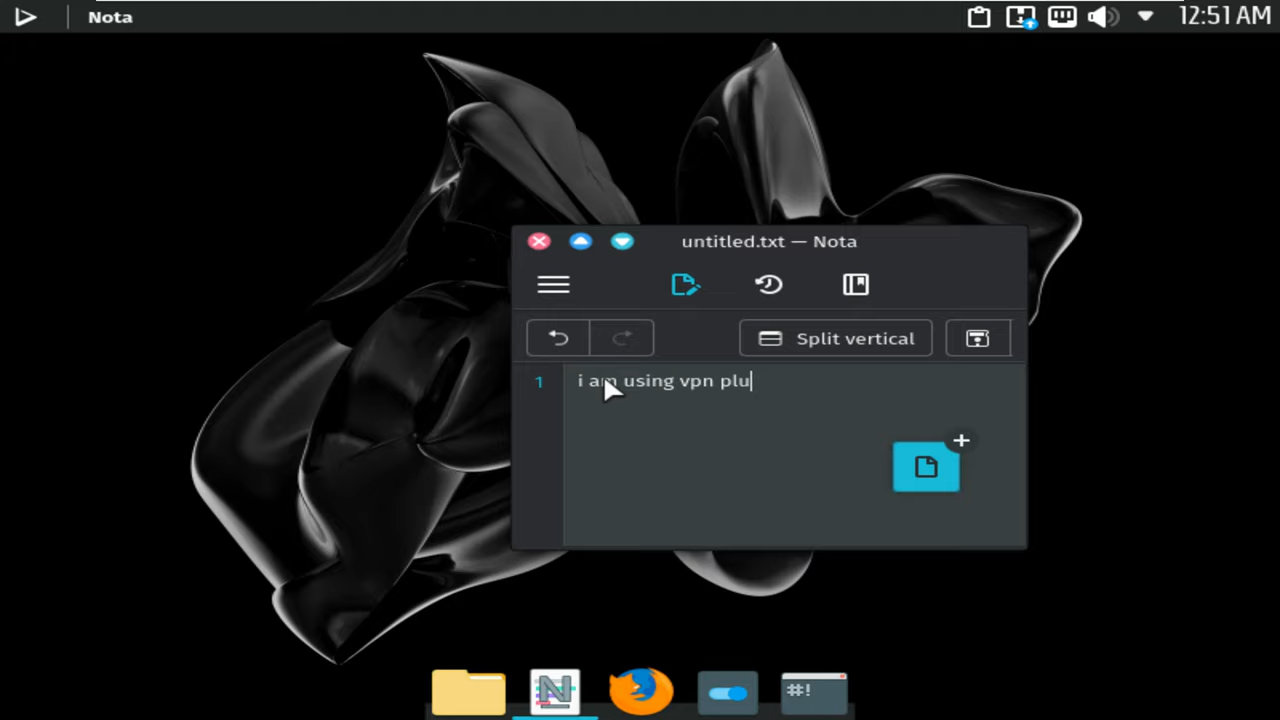 Nota
12:51 AM
untitled.txt — Nota
Split vertical
1
i am using vpn plu
#!